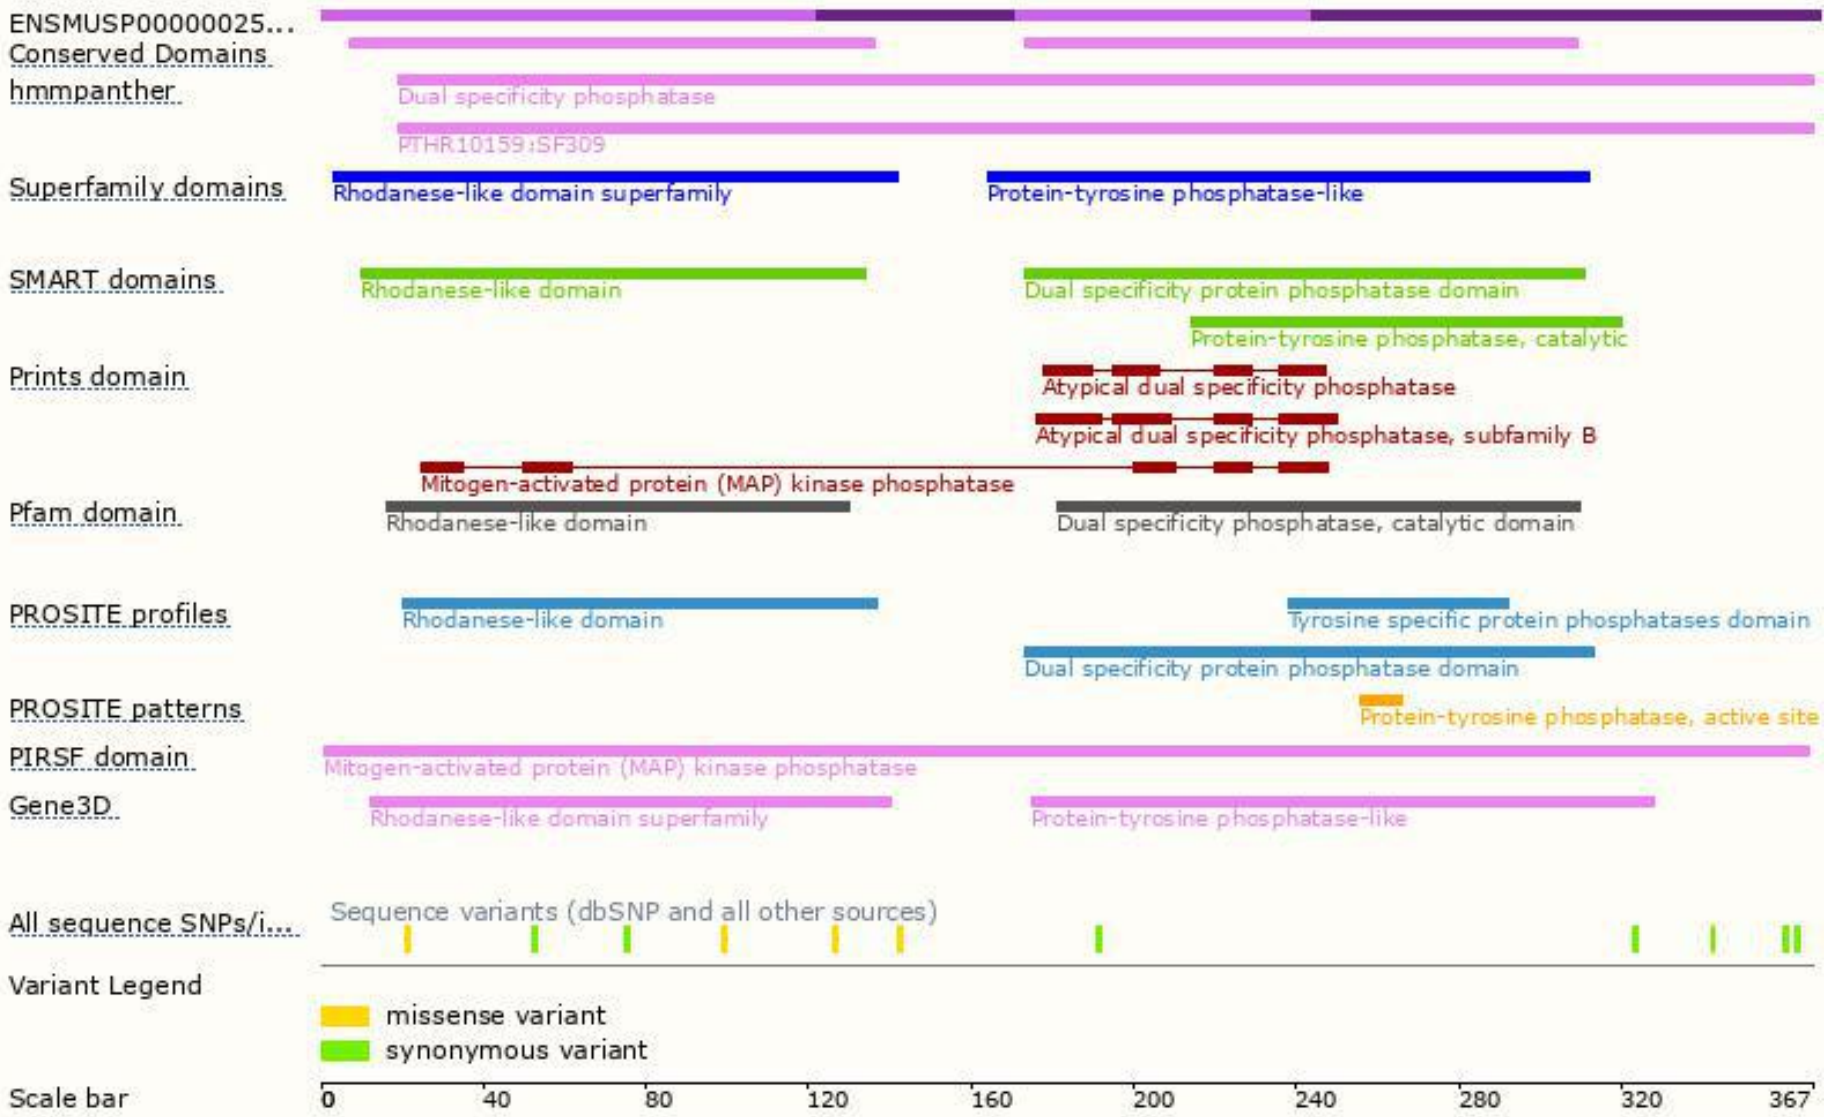 ENSMUSP00000025...
Conserved Domains
hmmpanther
Dual specificity phosphatase
PTHR10159:SF309
Superfamily domains
Rhodanese-like domain superfamily
Protein-tyrosine phosphatase-like
SMART domains
Rhodanese-like domain
Dual specificity protein phosphatase domain
Protein-tyrosine phosphatase, catalytic
Prints domain
Atypical dual specificity phosphatase
Atypical dual specificity phosphatase, subfamily B
Mitogen-activated protein (MAP) kinase phosphatase
Pfam domain
Rhodanese-like domain
Dual specificity phosphatase, catalytic domain
PROSITE profiles
Rhodanese-like domain
Tyrosine specific protein phosphatases domain
Dual specificity protein phosphatase domain
PROSITE patterns
Protein-tyrosine phosphatase, active site
PIRSF domain
Mitogen-activated protein (MAP) kinase phosphatase
Gene3D
Rhodanese-like domain superfamily
Protein-tyrosine phosphatase-like
All sequence SNPs/i...
Sequence variants (dbSNP and all other sources)
Variant Legend
missense variant
synonymous variant
Scale bar
0 40 80 120 160 200 240 280 320 367